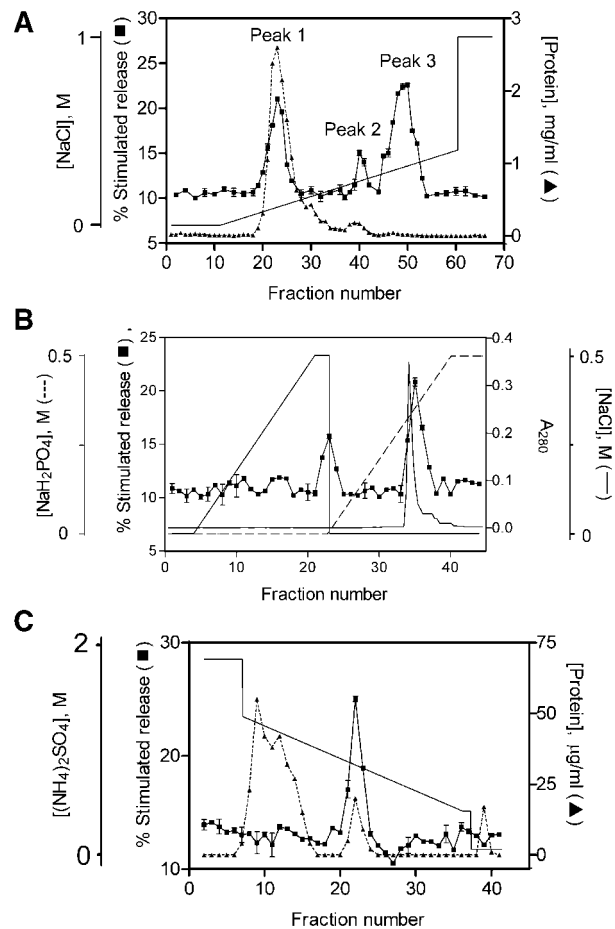 A
[NaCl], M
1
0
% Stimulated release (■)
30
25
20
15
10
5
Peak 1
Peak 2
Peak 3
3
2
1
0
[Protein], mg/ml (▲)
0 10 20 30 40 50 60 70
Fraction number
B
[NaH2PO4], M (---)
0.5
0
% Stimulated release (■) .
25
20
15
10
5
0.4
0.3
0.2
0.1
0.0
A280
0.5
0
[NaCl], M (—)
0 10 20 30 40
Fraction number
C
[(NH4)2SO4], M
2
0
% Stimulated release (■)
30
20
10
75
50
25
0
[Protein], μg/ml (▲)
0 10 20 30 40
Fraction number